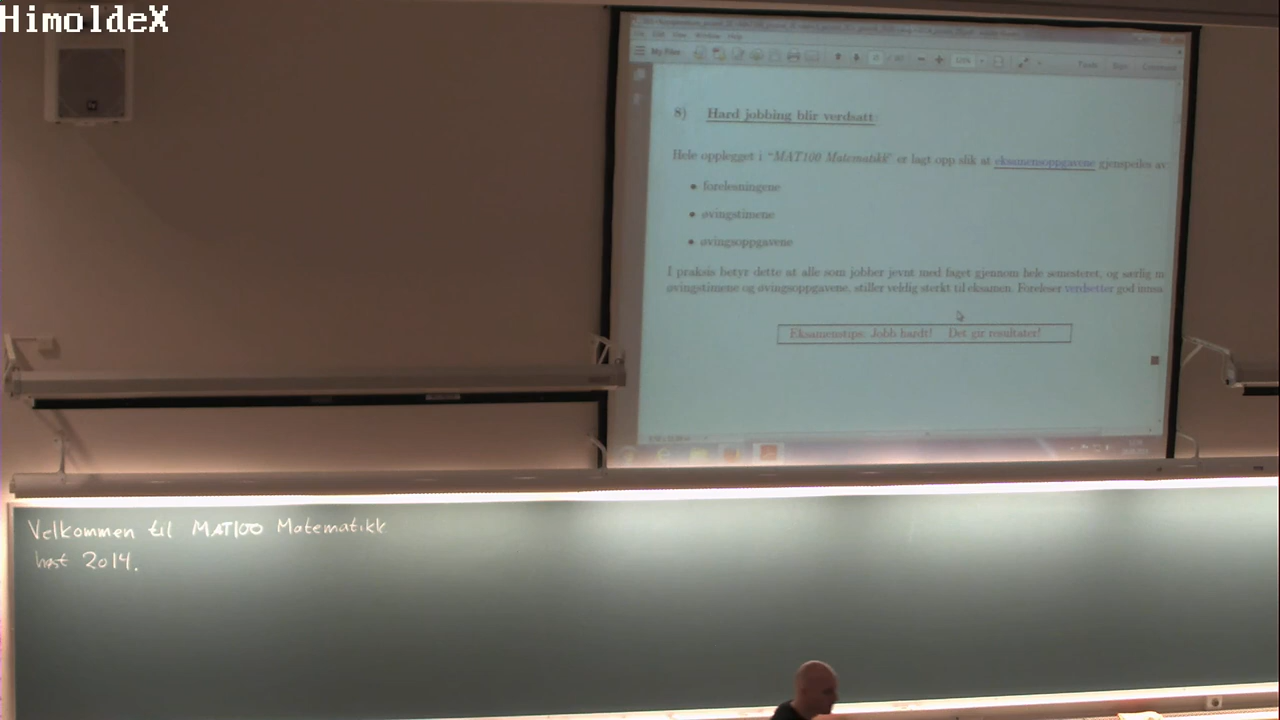 HimoldeX
My Files
8) Hard jobbing blir verdsatt
Hele opplegget i "MAT100 Matematikk" er lagt opp slik at eksamensoppgavene gjenspeiles av
• forelesningene
• øvingstimene
• øvingsoppgavene
I praksis betyr dette at alle som jobber jevnt med faget gjennom hele semesteret, og særlig m
øvingstimene og øvingsoppgavene, stiller veldig sterkt til eksamen. Foreleser verdsetter god innsa
Eksamenstips: Jobb hardt! Det gir resultater!
Velkommen til MAT100 Matematikk
høst 2014.